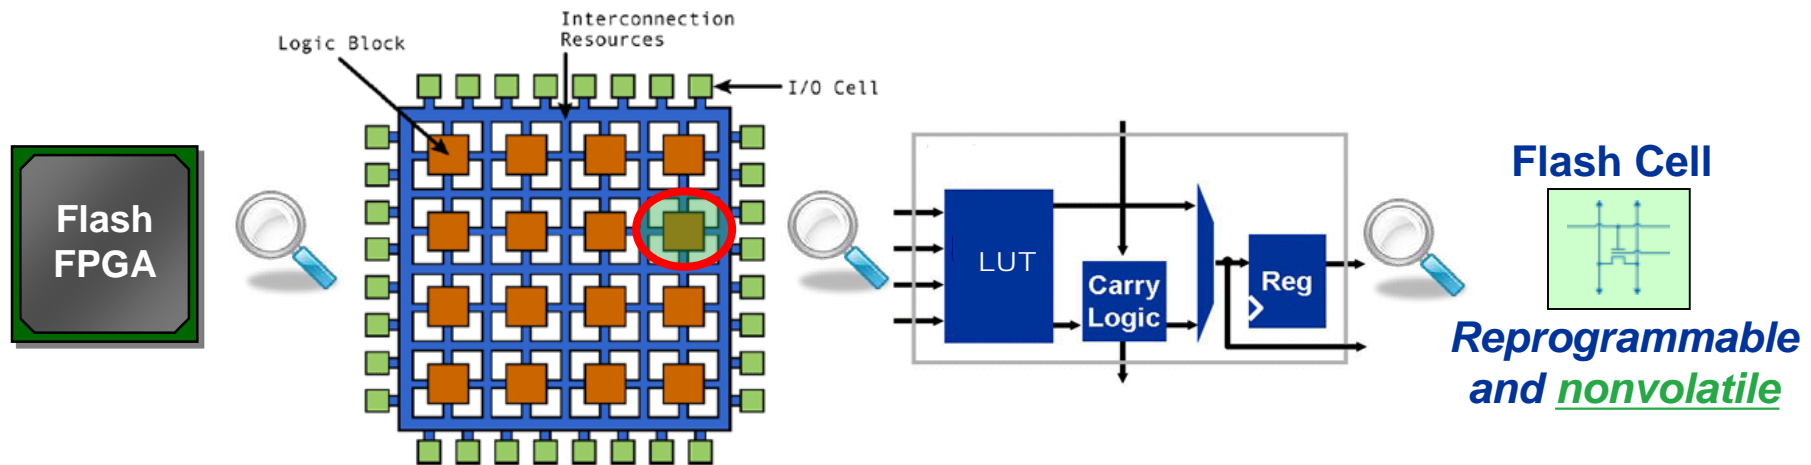 Flash
FPGA
Logic Block
Interconnection
Resources
I/O Cell
LUT
Carry
Logic
Reg
Flash Cell
Reprogrammable
and nonvolatile